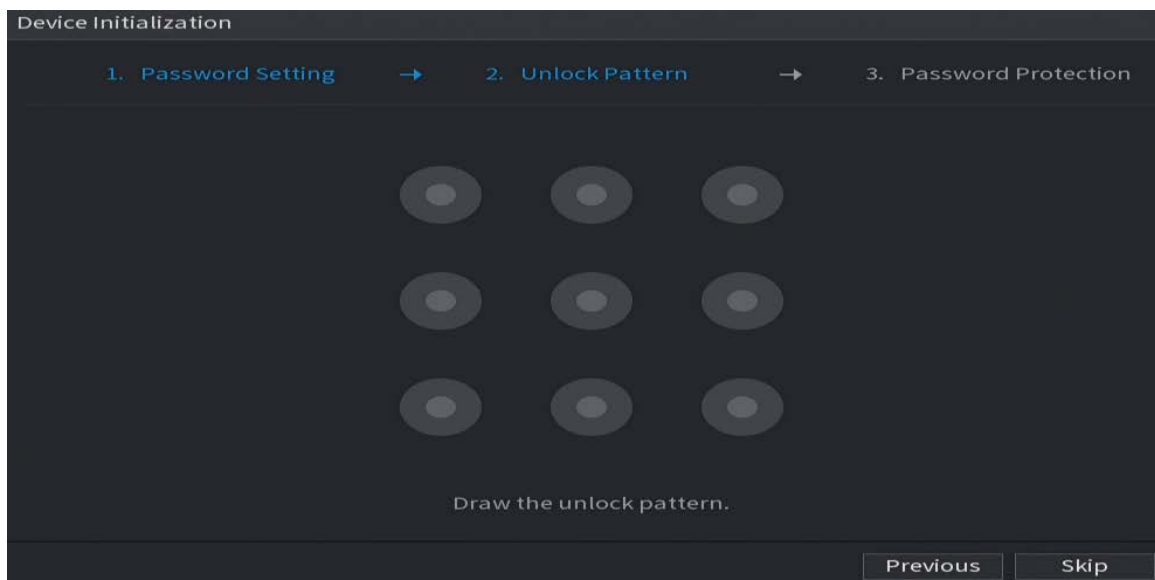 Device Initialization
1. Password Setting → 2. Unlock Pattern → 3. Password Protection
Draw the unlock pattern.
Previous Skip